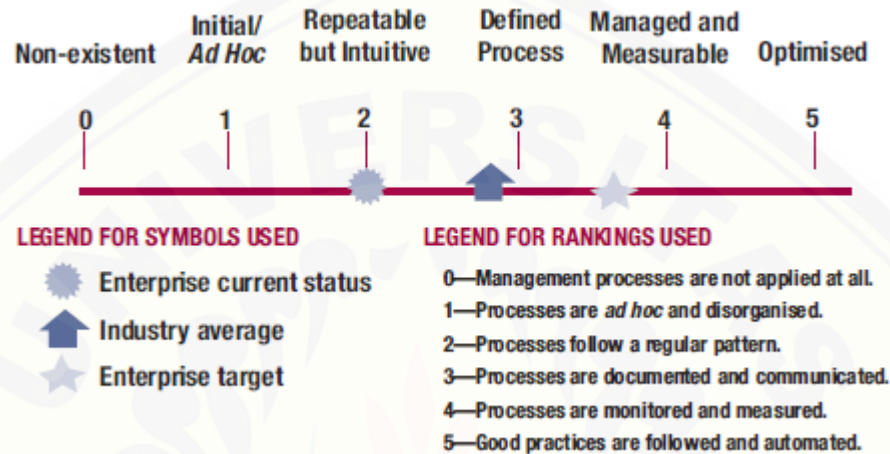 Non-existent
Initial/
Ad Hoc
Repeatable
but Intuitive
Defined
Process
Managed and
Measurable
Optimised
0 1 2 3 4 5
LEGEND FOR SYMBOLS USED
Enterprise current status
Industry average
Enterprise target
LEGEND FOR RANKINGS USED
0—Management processes are not applied at all.
1—Processes are ad hoc and disorganised.
2—Processes follow a regular pattern.
3—Processes are documented and communicated.
4—Processes are monitored and measured.
5—Good practices are followed and automated.
UNIVERSITAS